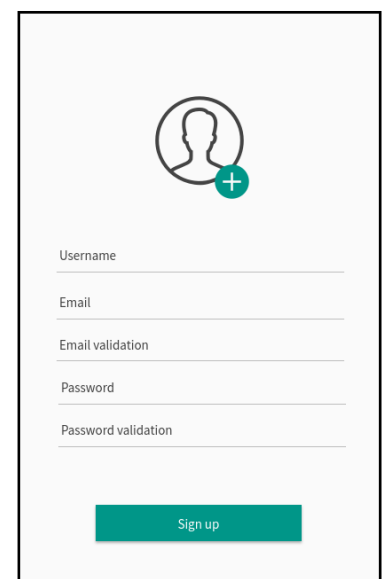 Username
Email
Email validation
Password
Password validation
Sign up